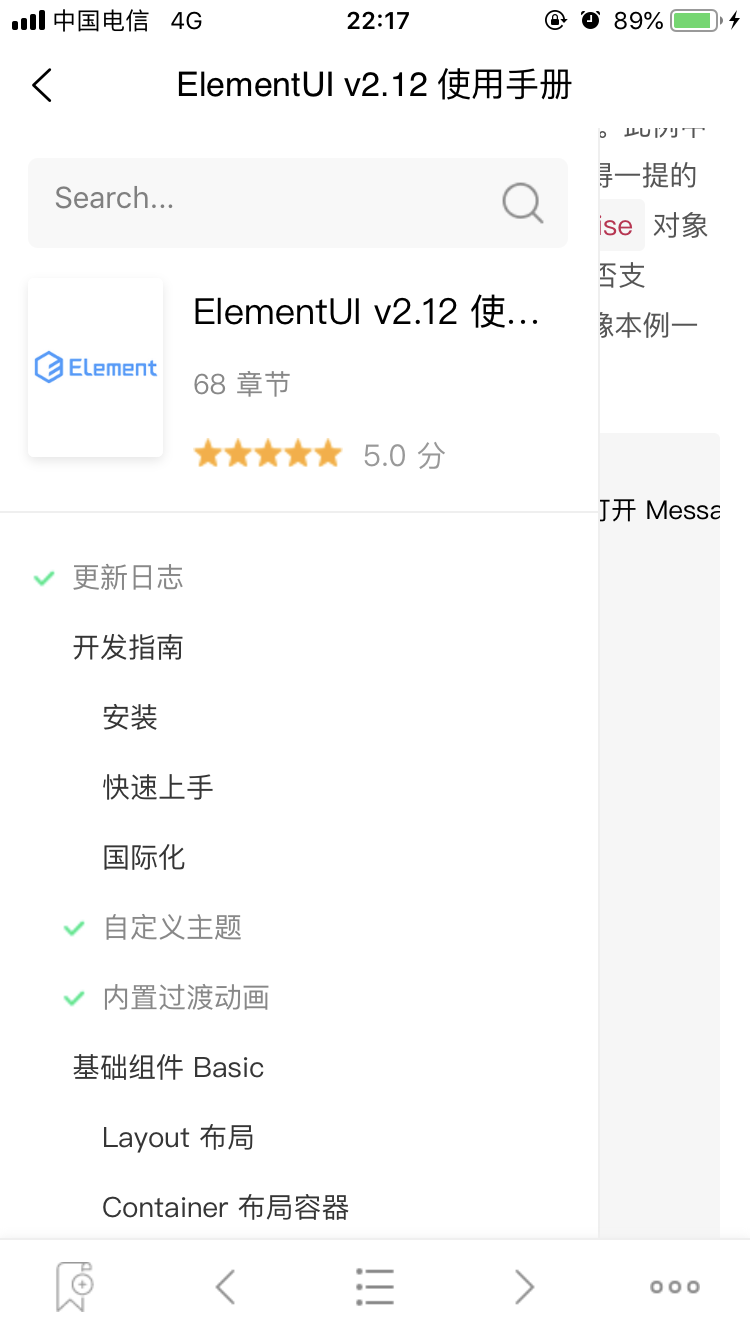 中国电信 4G 22:17 89%
ElementUI v2.12 使用手册
Search...
得一提的
ise 对象
否支
像本例一
Element
ElementUI v2.12 使...
68 章节
5.0 分
打开 Messa
更新日志
开发指南
安装
快速上手
国际化
自定义主题
内置过渡动画
基础组件 Basic
Layout 布局
Container 布局容器